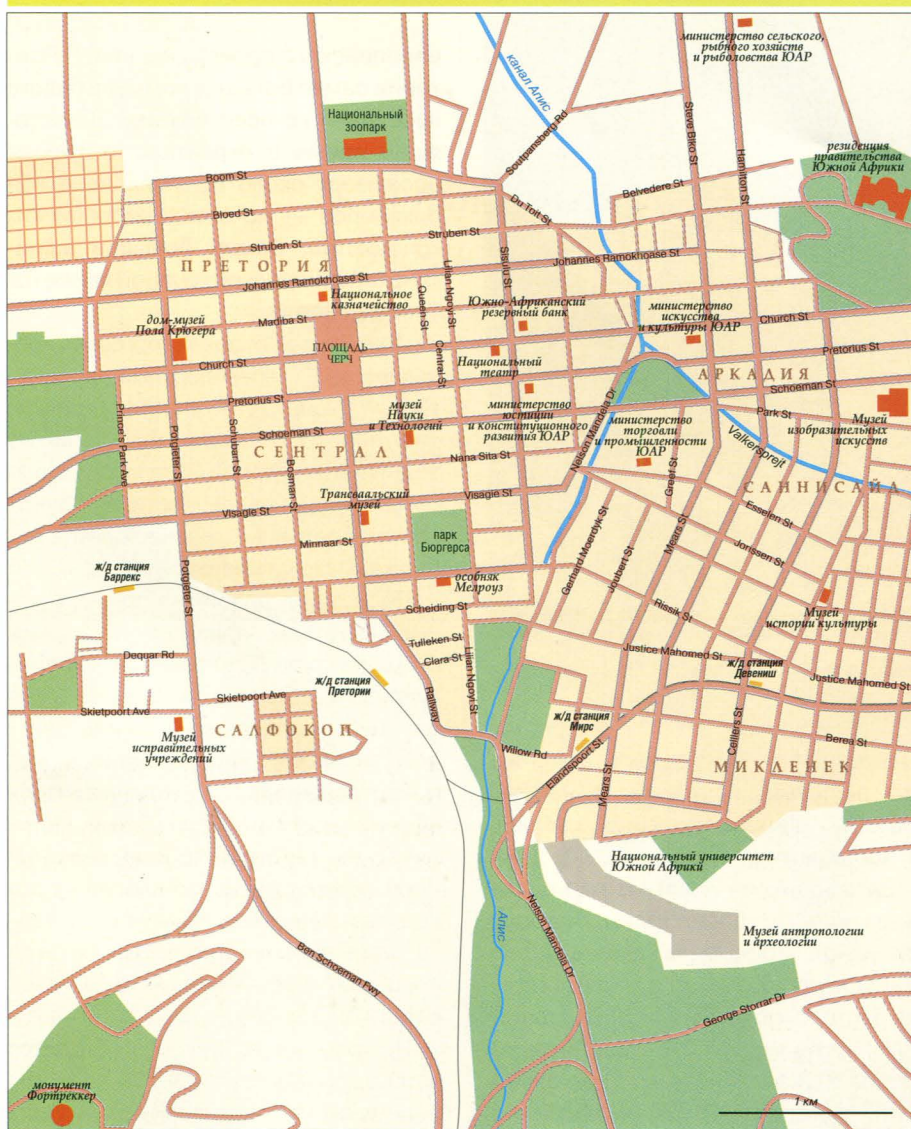 министерство сельского,
рыбного хозяйств
и рыболовства ЮАР
канал Апис
Национальный
зоопарк
Soutpansberg Rd
Steve Biko St
Hamilton St
резиденция
правительства
Южной Африки
Boom St
Belvedere St
Bloed St
Du Toit St
Struben St
Struben St
ПРЕТОРИЯ
Johannes Ramokhoase St
Johannes Ramokhoase St
Lilian Ngoyi St
Sisulu St
Queen St
Национальное
казначейство
Южно-Африканский
резервный банк
министерство
искусства
и культуры ЮАР
дом-музей
Пола Крюгера
Madiba St
Church St
ПЛОЩАДЬ
ЧЕРЧ
Church St
Central St
Национальный
театр
Pretorius St
АРКАДИЯ
Schoeman St
Pretorius St
Prince's Park Ave
Potgieter St
Schubart St
Bosman St
музей
Науки
и Технологий
министерство
юстиции
и конституционного
развития ЮАР
Nelson Mandela Dr
министерство
торговли
и промышленности
ЮАР
Park St
Музей
изобразительных
искусств
Schoeman St
СЕНТРАЛ
Nana Sita St
Valkersprejt
Greef St
САННИСАЙД
Трансваальский
музей
Visagie St
Visagie St
Esselen St
Mears St
Minnaar St
парк
Бюргерса
Gerhard Moerdyk St
Joubert St
Jorissen St
ж/д станция
Баррекс
Potgieter St
особняк
Мелроуз
Rissik St
Музей
истории культуры
Scheiding St
Tulleken St
Clara St
Lilian Ngoyi St
Justice Mahomed St
Dequar Rd
ж/д станция
Претории
ж/д станция
Девениш
Justice Mahomed St
Skietpoort Ave
Skietpoort Ave
Railway
ж/д станция
Мирс
Музей
исправительных
учреждений
САЛФОКОП
Willow Rd
Elandspoort St
Celliers St
Berea St
МИКЛЕНЕК
Mears St
Национальный университет
Южной Африки
Апис
Nelson Mandela Dr
Музей антропологии
и археологии
Ben Schoeman Fwy
George Storrar Dr
монумент
Фортреккер
1 км